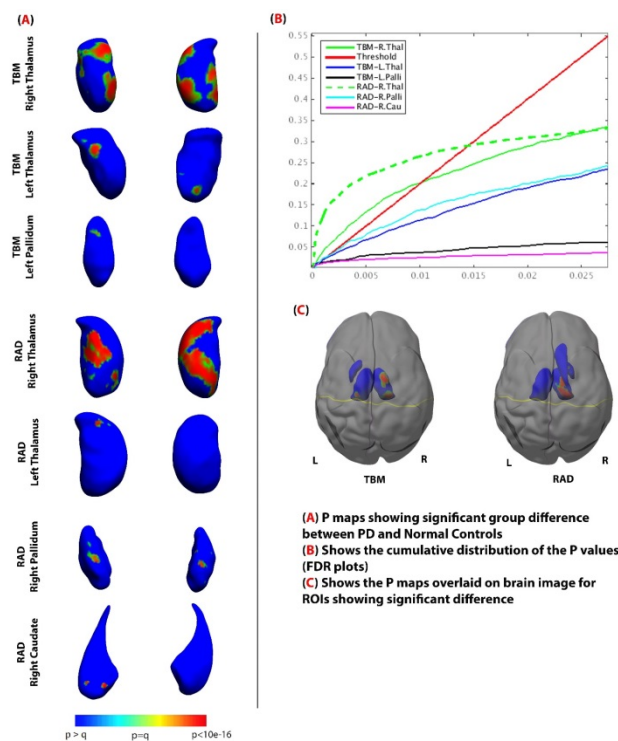 (A)
TBM
Right Thalamus
TBM
Left Thalamus
TBM
Left Pallidum
RAD
Right Thalamus
RAD
Left Thalamus
RAD
Right Pallidum
RAD
Right Caudate
p > q
p=q
p<10e-16
(B)
0.55
0.5
0.45
0.4
0.35
0.3
0.25
0.2
0.15
0.1
0.05
0
0.005
0.01
0.015
0.02
0.025
TBM-R.Thal
Threshold
TBM-L.Thal
TBM-L.Palli
RAD-R.Thal
RAD-R.Palli
RAD-R.Cau
(C)
L
R
TBM
L
R
RAD
(A) P maps showing significant group difference
between PD and Normal Controls
(B) Shows the cumulative distribution of the P values
(FDR plots)
(C) Shows the P maps overlaid on brain image for
ROIs showing significant difference